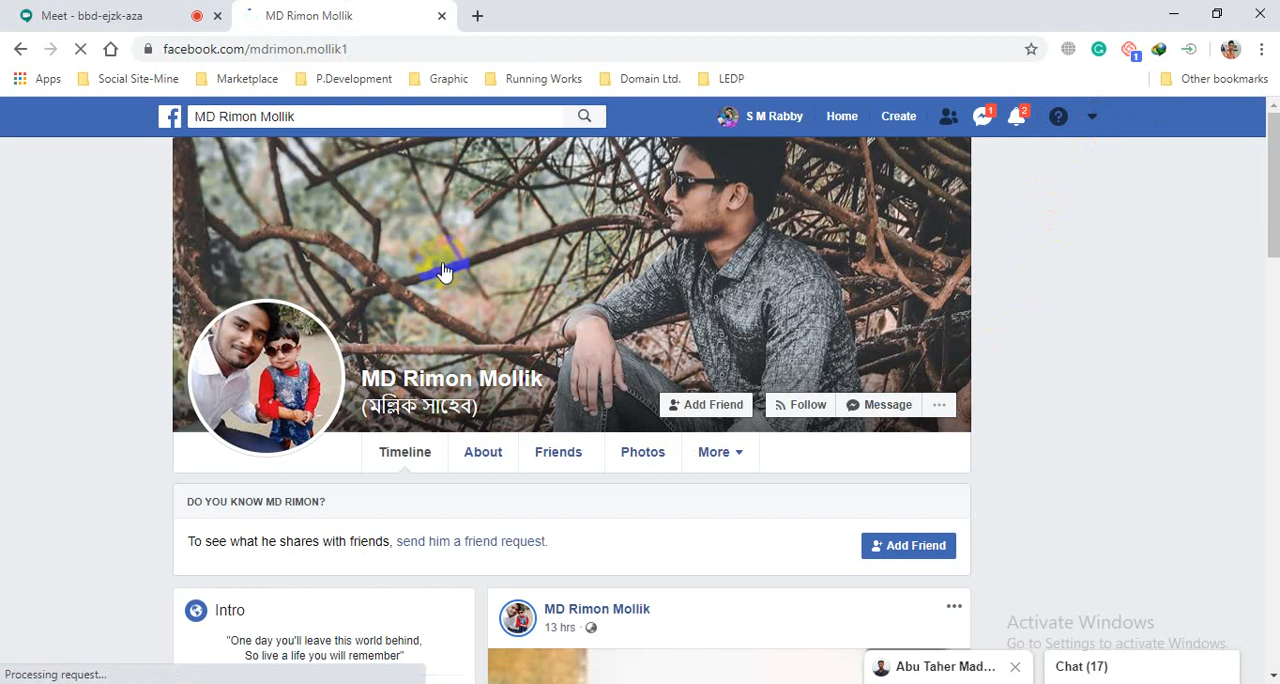 Meet - bbd-ejzk-aza
MD Rimon Mollik
facebook.com/mdrimon.mollik1
1
Apps Social Site-Mine Marketplace P.Development Graphic Running Works Domain Ltd. LEDP Other bookmarks
MD Rimon Mollik
S M Rabby Home Create 1 2
MD Rimon Mollik
(মল্লিক সাহেব)
Add Friend Follow Message
Timeline About Friends Photos More
DO YOU KNOW MD RIMON?
To see what he shares with friends, send him a friend request.
Add Friend
Intro
"One day you'll leave this world behind,
So live a life you will remember"
MD Rimon Mollik
13 hrs ·
Activate Windows
Go to Settings to activate Windows.
Abu Taher Mad...
Chat (17)
Processing request...